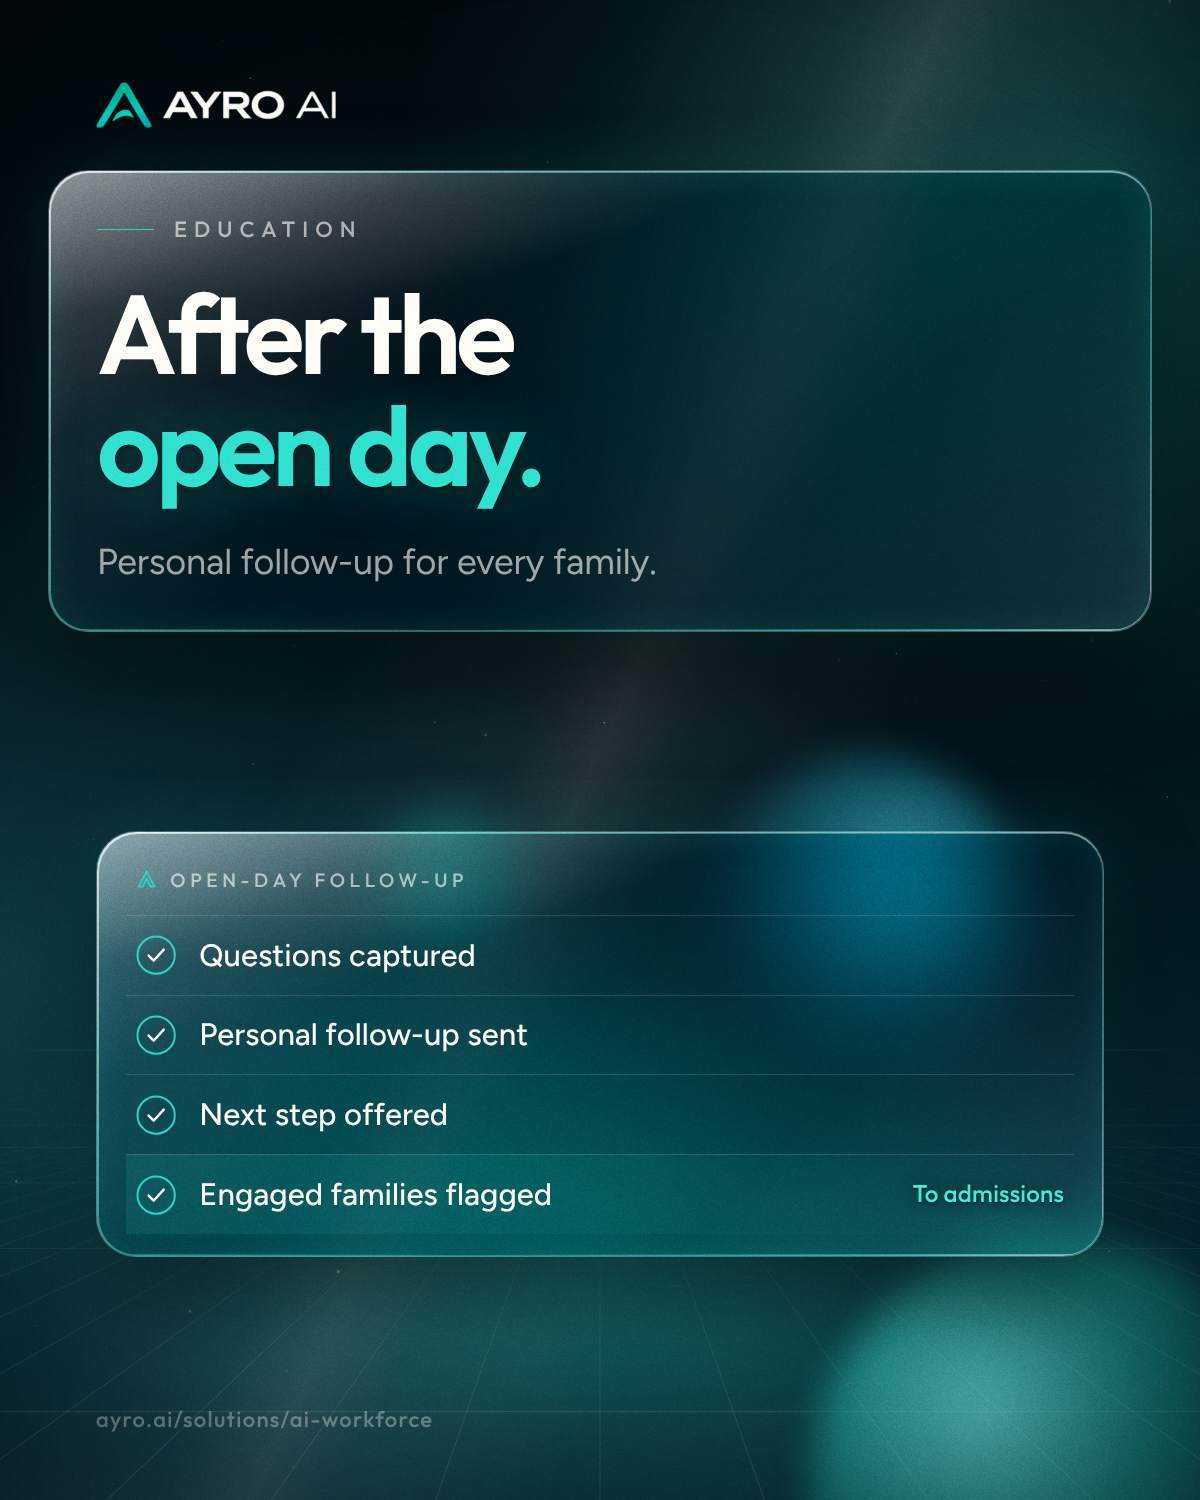 AYRO AI
EDUCATION
After the
open day.
Personal follow-up for every family.
OPEN-DAY FOLLOW-UP
Questions captured
Personal follow-up sent
Next step offered
Engaged families flagged
To admissions
ayro.ai/solutions/ai-workforce